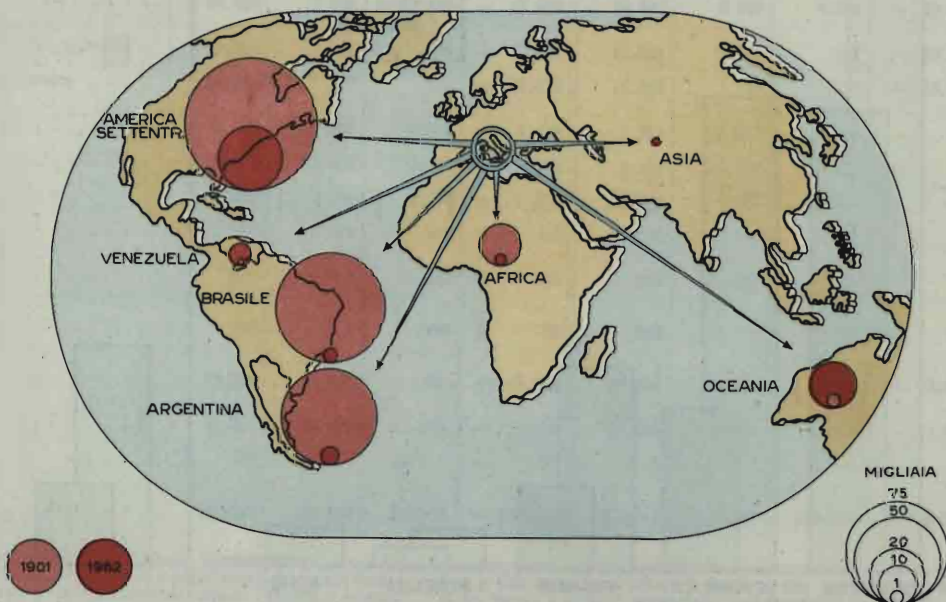 AMERICA
SETTENTR.
ASIA
VENEZUELA
AFRICA
BRASILE
OCEANIA
ARGENTINA
MIGLIAIA
75
50
20
10
1
1901
1962